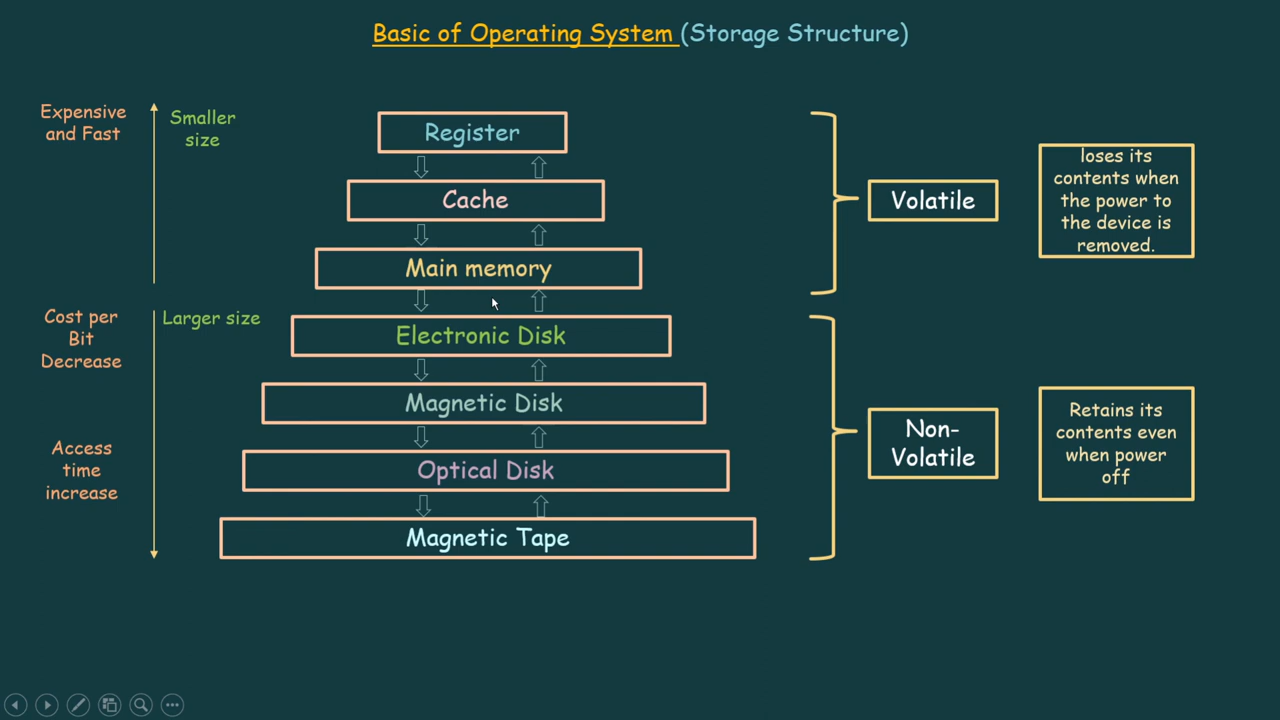 Basic of Operating System (Storage Structure)
Expensive
and Fast
Smaller
size
Register
Cache
Main memory
Volatile
loses its
contents when
the power to
the device is
removed.
Cost per
Bit
Decrease
Larger size
Electronic Disk
Magnetic Disk
Access
time
increase
Optical Disk
Magnetic Tape
Non-
Volatile
Retains its
contents even
when power
off